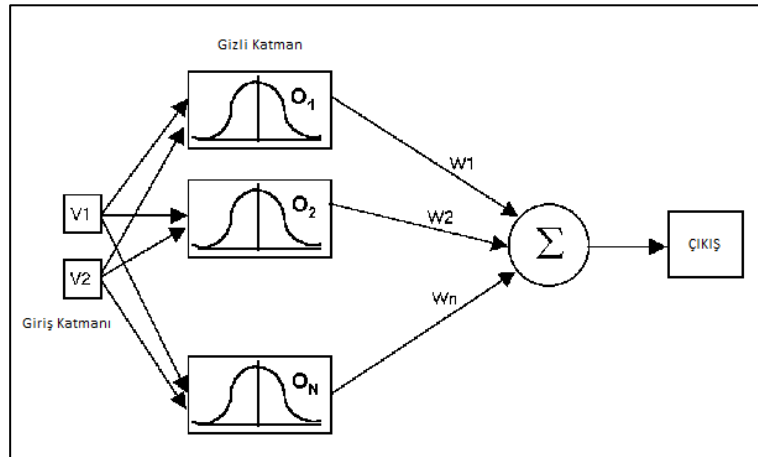 Gizli Katman
O1
W1
V1
O2
W2
Σ
ÇIKIŞ
V2
Giriş Katmanı
Wn
ON